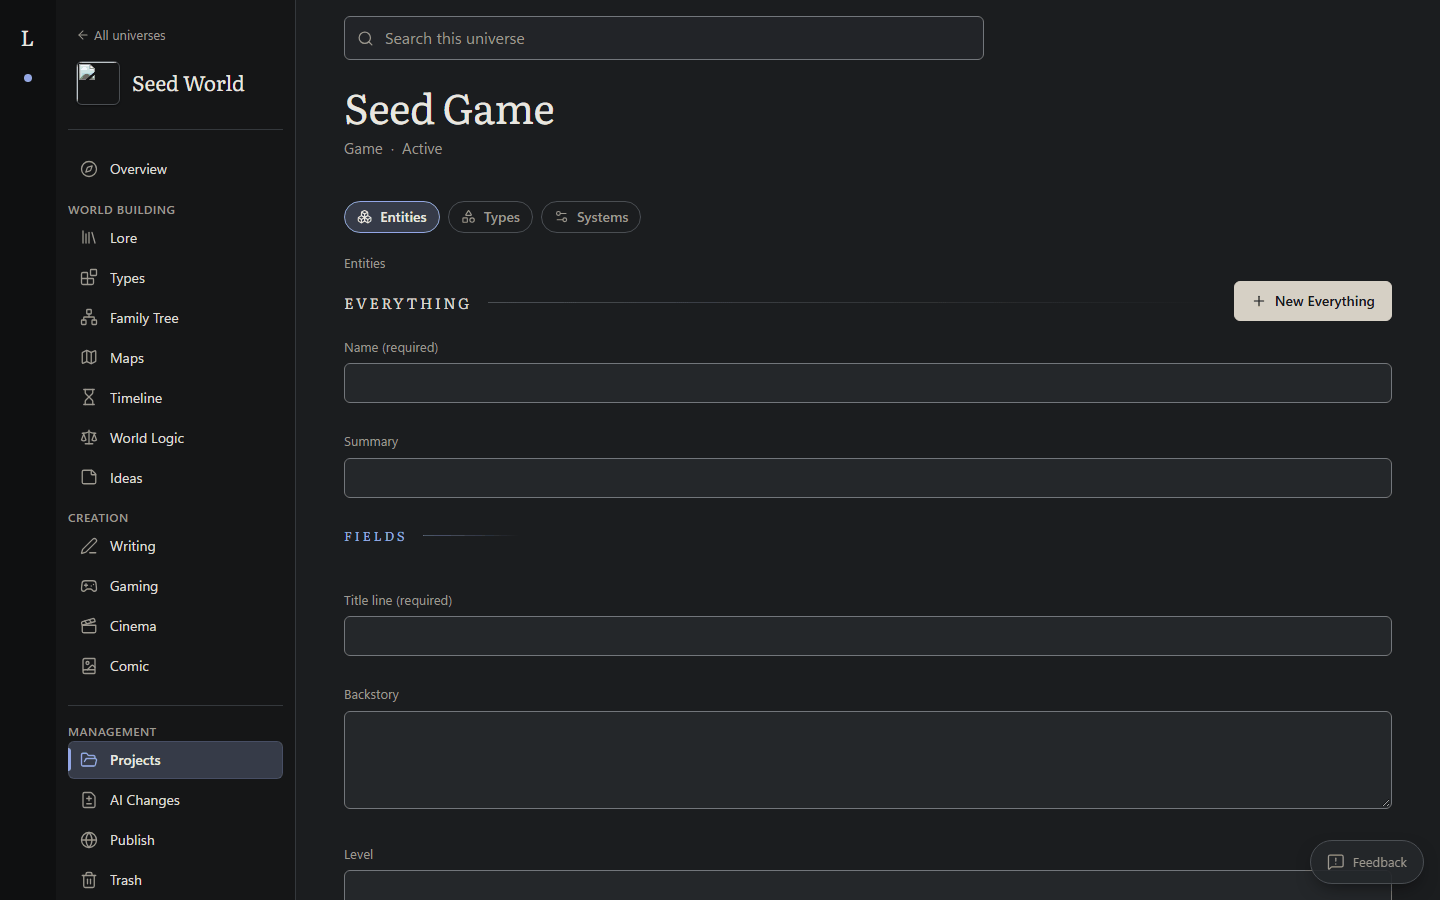 L
All universes
Seed World
Overview
WORLD BUILDING
Lore
Types
Family Tree
Maps
Timeline
World Logic
Ideas
CREATION
Writing
Gaming
Cinema
Comic
MANAGEMENT
Projects
AI Changes
Publish
Trash
Search this universe
Seed Game
Game · Active
Entities
Types
Systems
Entities
EVERYTHING
New Everything
Name (required)
Summary
FIELDS
Title line (required)
Backstory
Level
Feedback